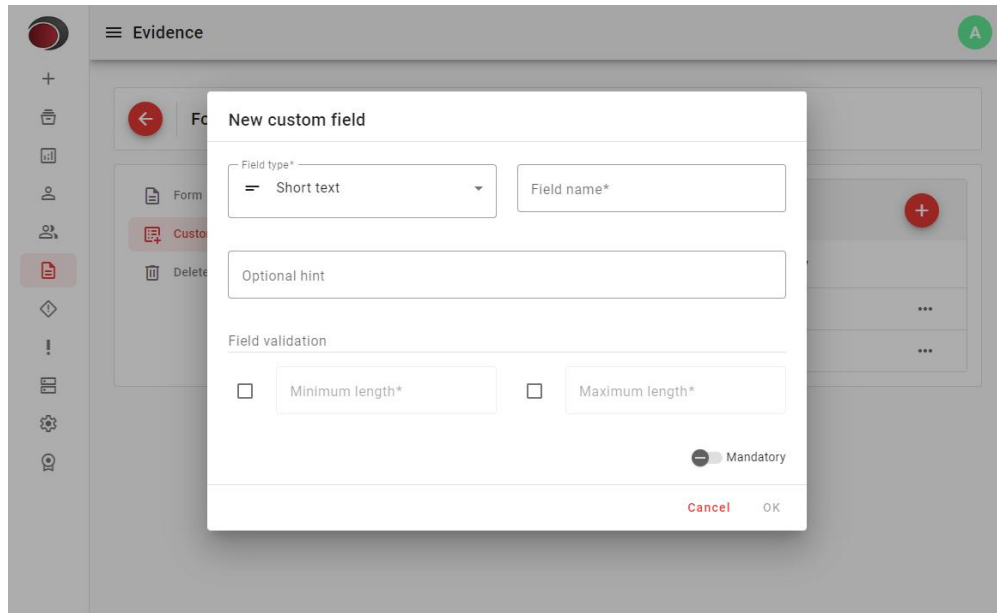 Evidence
A
Fo
New custom field
Field type*
Short text
Field name*
Form
Custo
Delete
Optional hint
Field validation
Minimum length*
Maximum length*
Mandatory
Cancel
OK